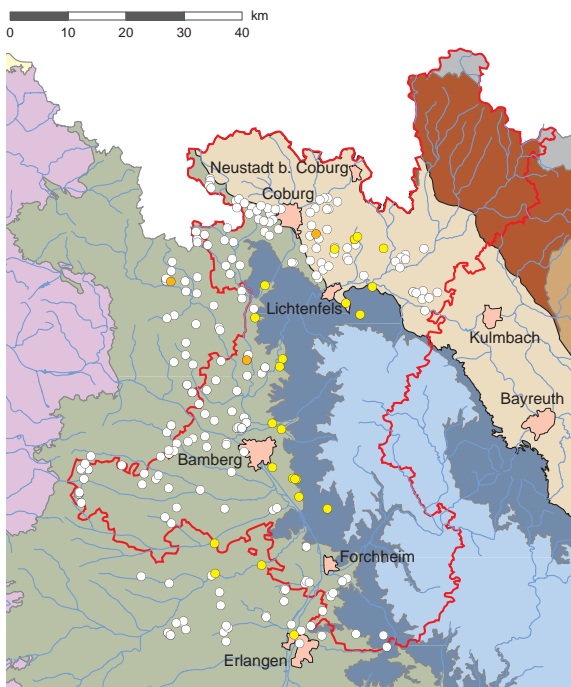 km
0 10 20 30 40
Neustadt b. Coburg
Coburg
Lichtenfels
Kulmbach
Bayreuth
Bamberg
Forchheim
Erlangen